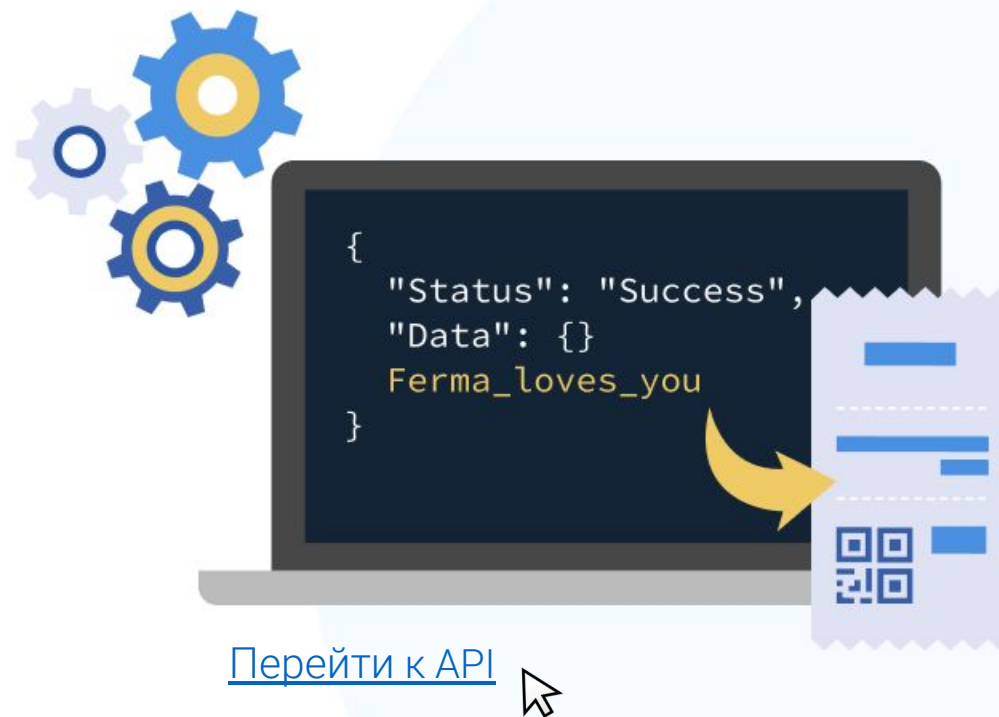 {
"Status": "Success",
"Data": {}
Ferma_loves_you
}
Перейти к API